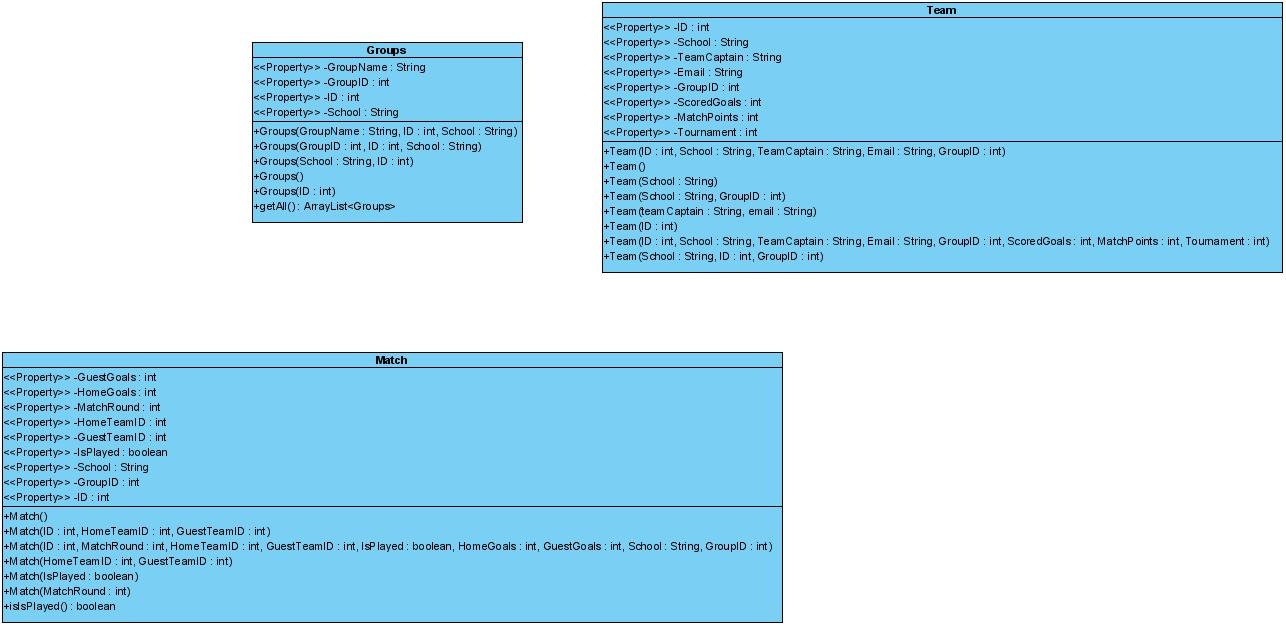 Groups
<<Property>> -GroupName : String
<<Property>> -GroupID : int
<<Property>> -ID : int
<<Property>> -School : String
+Groups(GroupName : String, ID : int, School : String)
+Groups(GroupID : int, ID : int, School : String)
+Groups(School : String, ID : int)
+Groups()
+Groups(ID : int)
+getAll() : ArrayList<Groups>
Team
<<Property>> -ID : int
<<Property>> -School : String
<<Property>> -TeamCaptain : String
<<Property>> -Email : String
<<Property>> -GroupID : int
<<Property>> -ScoredGoals : int
<<Property>> -MatchPoints : int
<<Property>> -Tournament : int
+Team(ID : int, School : String, TeamCaptain : String, Email : String, GroupID : int)
+Team()
+Team(School : String)
+Team(School : String, GroupID : int)
+Team(teamCaptain : String, email : String)
+Team(ID : int)
+Team(ID : int, School : String, TeamCaptain : String, Email : String, GroupID : int, ScoredGoals : int, MatchPoints : int, Tournament : int)
+Team(School : String, ID : int, GroupID : int)
Match
<<Property>> -GuestGoals : int
<<Property>> -HomeGoals : int
<<Property>> -MatchRound : int
<<Property>> -HomeTeamID : int
<<Property>> -GuestTeamID : int
<<Property>> -IsPlayed : boolean
<<Property>> -School : String
<<Property>> -GroupID : int
<<Property>> -ID : int
+Match()
+Match(ID : int, HomeTeamID : int, GuestTeamID : int)
+Match(ID : int, MatchRound : int, HomeTeamID : int, GuestTeamID : int, IsPlayed : boolean, HomeGoals : int, GuestGoals : int, School : String, GroupID : int)
+Match(HomeTeamID : int, GuestTeamID : int)
+Match(IsPlayed : boolean)
+Match(MatchRound : int)
+isIsPlayed() : boolean